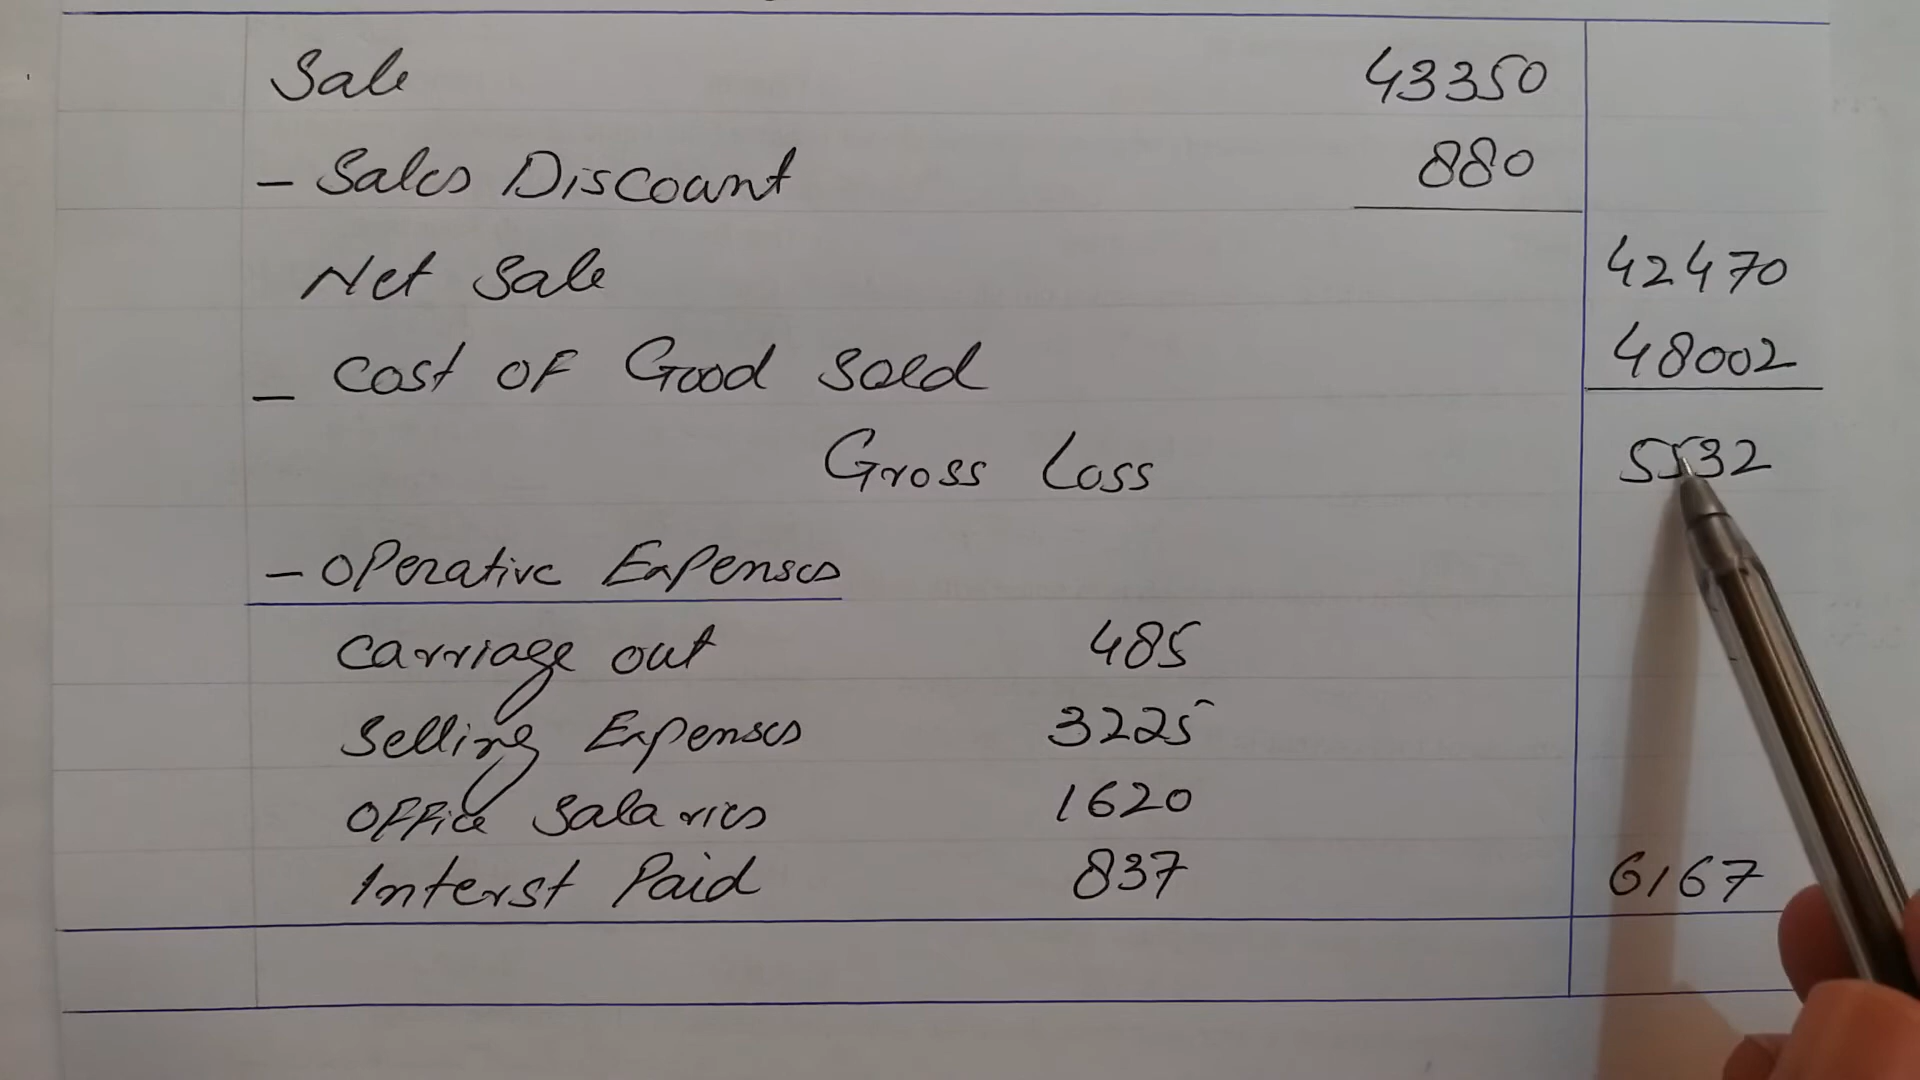 Sale 43350
- Sales Discount 880
Net Sale 42470
- Cost of Good Sold 48002
Gross Loss 5532
- Operative Expenses
Carriage out 485
Selling Expenses 3225
Office Salaries 1620
Interst Paid 837 6167